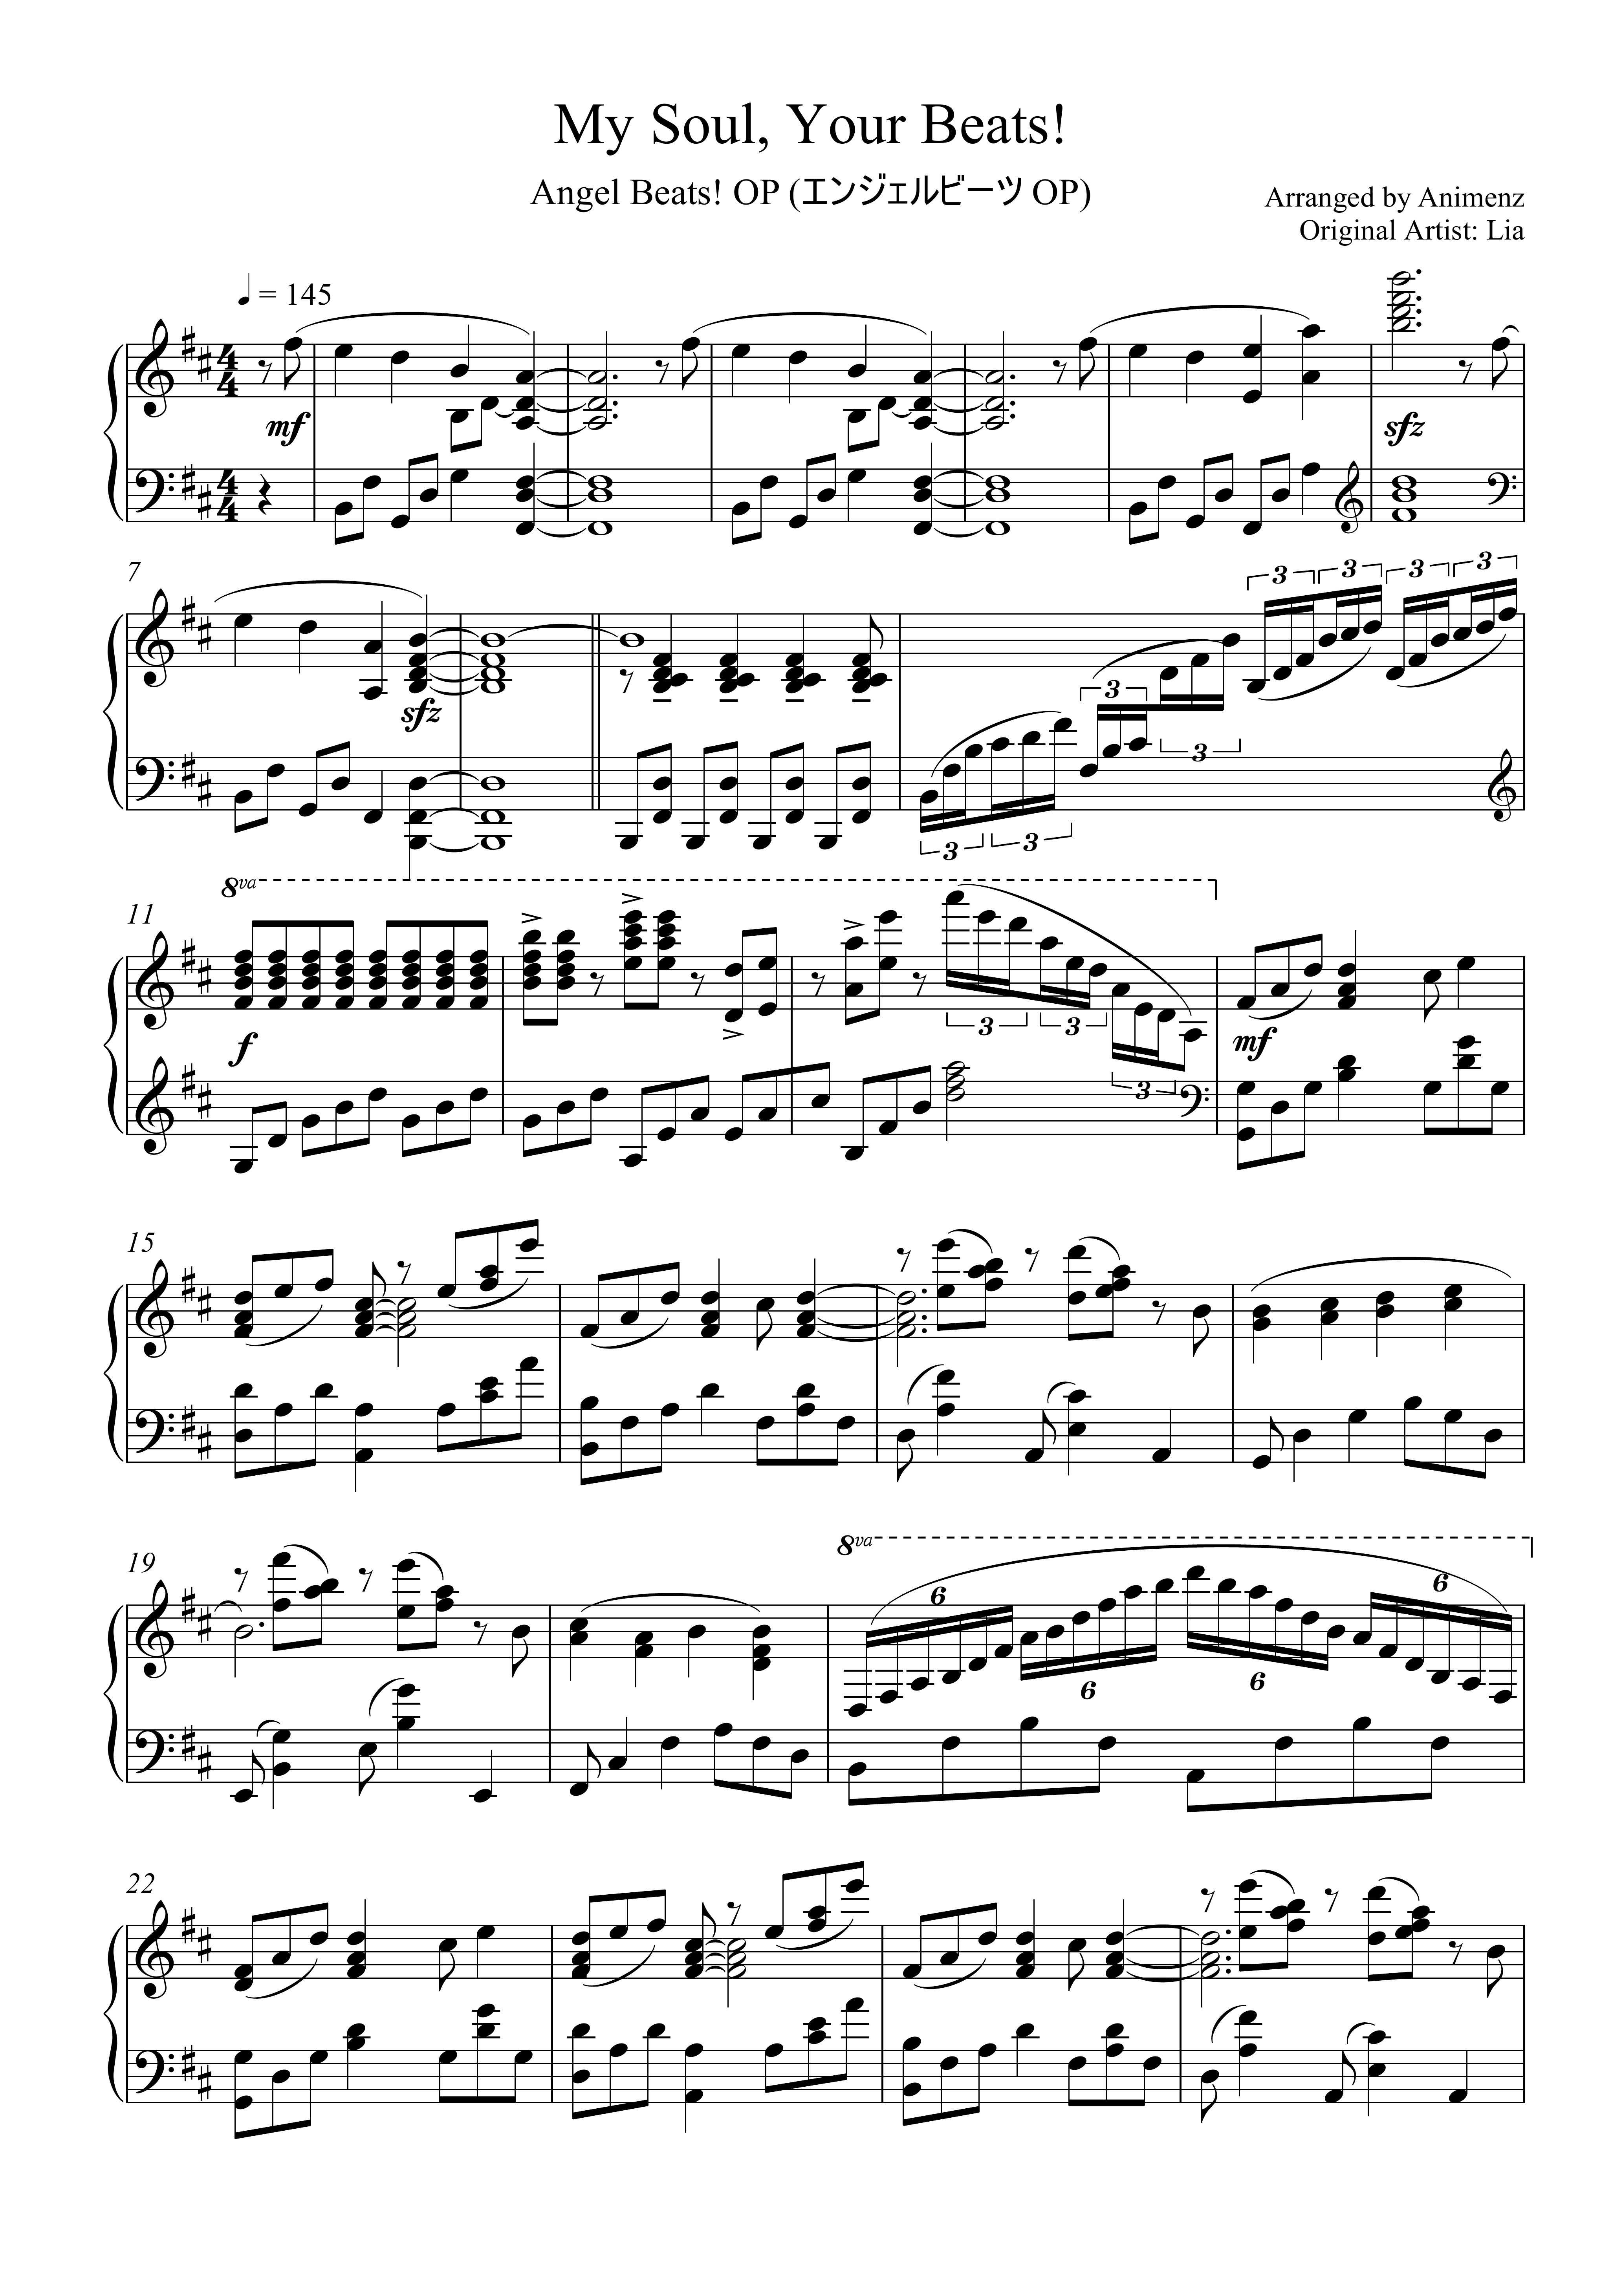 My Soul, Your Beats!
Angel Beats! OP (エンジェルビーツ OP)
Arranged by Animenz
Original Artist: Lia
♩ = 145
4 4
mf
sfz
4 4
7
3 3 3 3
3
sfz
3
3 3
8va
11
3 3
f
mf
3
15
19
8va
6 6
6 6
22